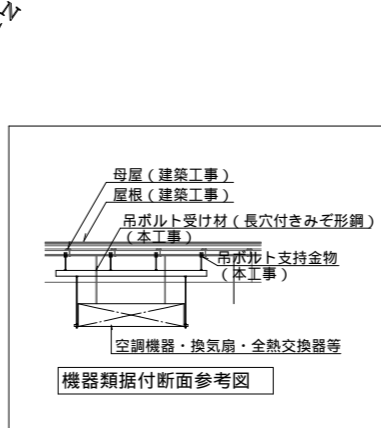 N
母屋(建築工事)
屋根(建築工事)
吊ボルト受け材(長穴付きみぞ形鋼)
(本工事)
吊ボルト支持金物
(本工事)
空調機器・換気扇・全熱交換器等
機器類据付断面参考図